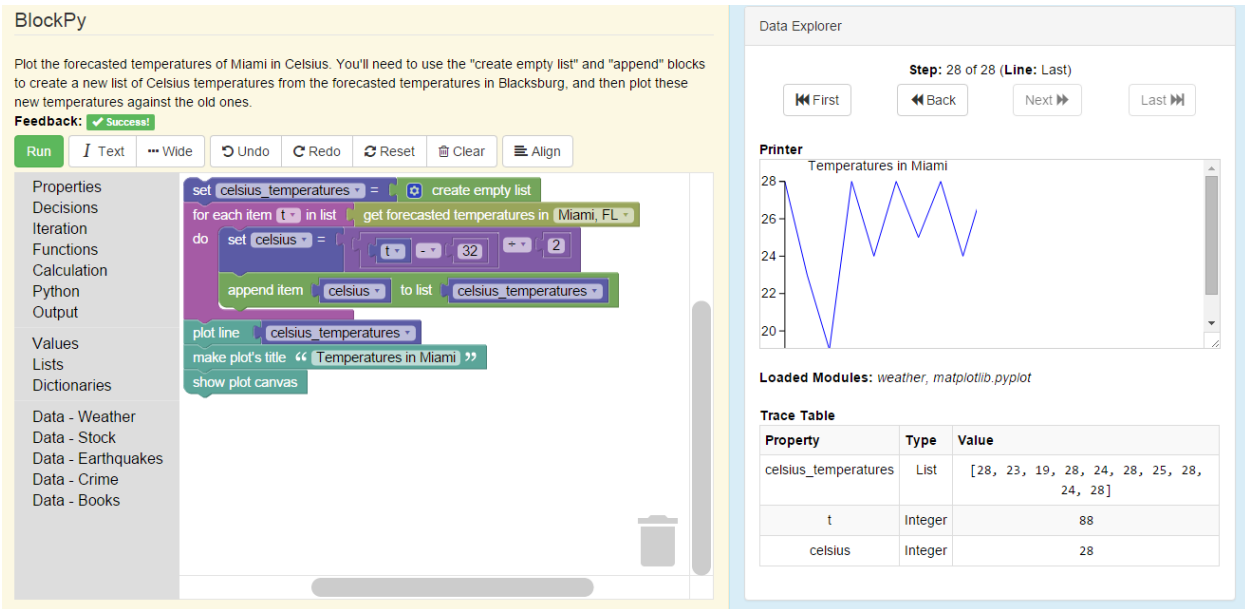 BlockPy
Plot the forecasted temperatures of Miami in Celsius. You'll need to use the "create empty list" and "append" blocks
to create a new list of Celsius temperatures from the forecasted temperatures in Blacksburg, and then plot these
new temperatures against the old ones.
Feedback: ✔ Success!
Run Text Wide Undo Redo Reset Clear Align
Properties
Decisions
Iteration
Functions
Calculation
Python
Output
Values
Lists
Dictionaries
Data - Weather
Data - Stock
Data - Earthquakes
Data - Crime
Data - Books
set celsius_temperatures = create empty list
for each item t in list get forecasted temperatures in Miami, FL
do set celsius = t - 32 ÷ 2
append item celsius to list celsius_temperatures
plot line celsius_temperatures
make plot's title “ Temperatures in Miami ”
show plot canvas
Data Explorer
Step: 28 of 28 (Line: Last)
First Back Next Last
Printer
Temperatures in Miami
28
26
24
22
20
Loaded Modules: weather, matplotlib.pyplot
Trace Table
Property Type Value
celsius_temperatures List [28, 23, 19, 28, 24, 28, 25, 28,
24, 28]
t Integer 88
celsius Integer 28